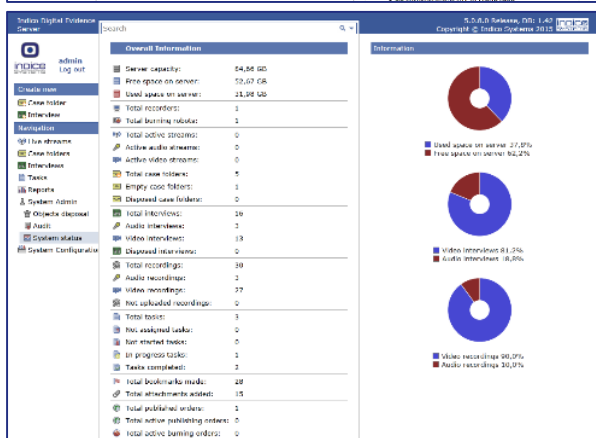 Indico Digital Evidence
Server
Search
5.0.0.0 Release, DB: 1.42
Copyright © Indico Systems 2015
indico
indico
admin
Log out
Create new
Case folder
Interview
Navigation
Live streams
Case folders
Interviews
Tasks
Reports
System Admin
Objects disposal
Audit
System status
System Configuratio
Overall Information
Server capacity:
Free space on server: 52,67 GB
Used space on server: 31,98 GB
Total recorders: 1
Total burning robots: 1
Total active streams: 0
Active audio streams: 0
Active video streams: 0
Total case folders: 5
Empty case folders: 1
Disposed case folders: 0
Total interviews: 16
Audio interviews: 3
Video interviews: 13
Disposed interviews: 0
Total recordings: 30
Audio recordings: 3
Video recordings: 27
Not uploaded recordings: 0
Total tasks: 3
Not assigned tasks: 0
Not started tasks: 0
In progress tasks: 1
Tasks completed: 2
Total bookmarks made: 28
Total attachments added: 15
Total published orders: 1
Total active publishing orders: 0
Total active burning orders: 0
Information
Used space on server 37,8%
Free space on server 62,2%
Video interviews 81,2%
Audio interviews 18,8%
Video recordings 90,0%
Audio recordings 10,0%